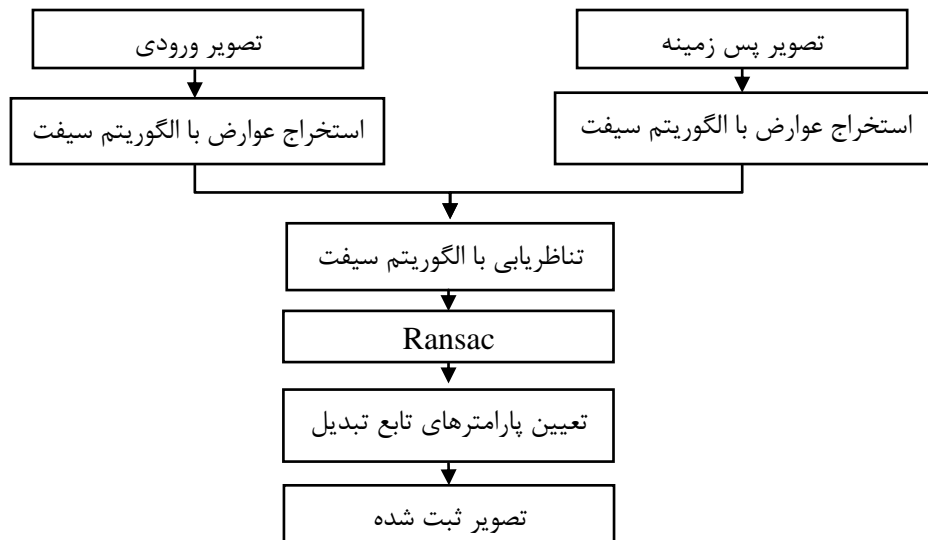 تصویر پس زمینه
تصویر ورودی
استخراج عوارض با الگوریتم سیفت
استخراج عوارض با الگوریتم سیفت
تناظریابی با الگوریتم سیفت
Ransac
تعیین پارامترهای تابع تبدیل
تصویر ثبت شده